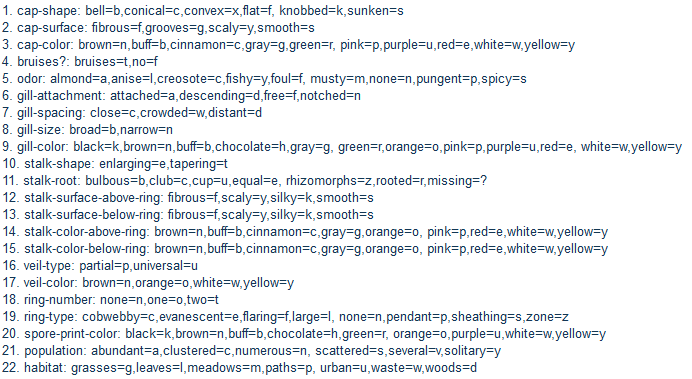 1. cap-shape: bell=b,conical=c,convex=x,flat=f, knobbed=k,sunken=s
2. cap-surface: fibrous=f,grooves=g,scaly=y,smooth=s
3. cap-color: brown=n,buff=b,cinnamon=c,gray=g,green=r, pink=p,purple=u,red=e,white=w,yellow=y
4. bruises?: bruises=t,no=f
5. odor: almond=a,anise=l,creosote=c,fishy=y,foul=f, musty=m,none=n,pungent=p,spicy=s
6. gill-attachment: attached=a,descending=d,free=f,notched=n
7. gill-spacing: close=c,crowded=w,distant=d
8. gill-size: broad=b,narrow=n
9. gill-color: black=k,brown=n,buff=b,chocolate=h,gray=g, green=r,orange=o,pink=p,purple=u,red=e, white=w,yellow=y
10. stalk-shape: enlarging=e,tapering=t
11. stalk-root: bulbous=b,club=c,cup=u,equal=e, rhizomorphs=z,rooted=r,missing=?
12. stalk-surface-above-ring: fibrous=f,scaly=y,silky=k,smooth=s
13. stalk-surface-below-ring: fibrous=f,scaly=y,silky=k,smooth=s
14. stalk-color-above-ring: brown=n,buff=b,cinnamon=c,gray=g,orange=o, pink=p,red=e,white=w,yellow=y
15. stalk-color-below-ring: brown=n,buff=b,cinnamon=c,gray=g,orange=o, pink=p,red=e,white=w,yellow=y
16. veil-type: partial=p,universal=u
17. veil-color: brown=n,orange=o,white=w,yellow=y
18. ring-number: none=n,one=o,two=t
19. ring-type: cobwebby=c,evanescent=e,flaring=f,large=l, none=n,pendant=p,sheathing=s,zone=z
20. spore-print-color: black=k,brown=n,buff=b,chocolate=h,green=r, orange=o,purple=u,white=w,yellow=y
21. population: abundant=a,clustered=c,numerous=n, scattered=s,several=v,solitary=y
22. habitat: grasses=g,leaves=l,meadows=m,paths=p, urban=u,waste=w,woods=d